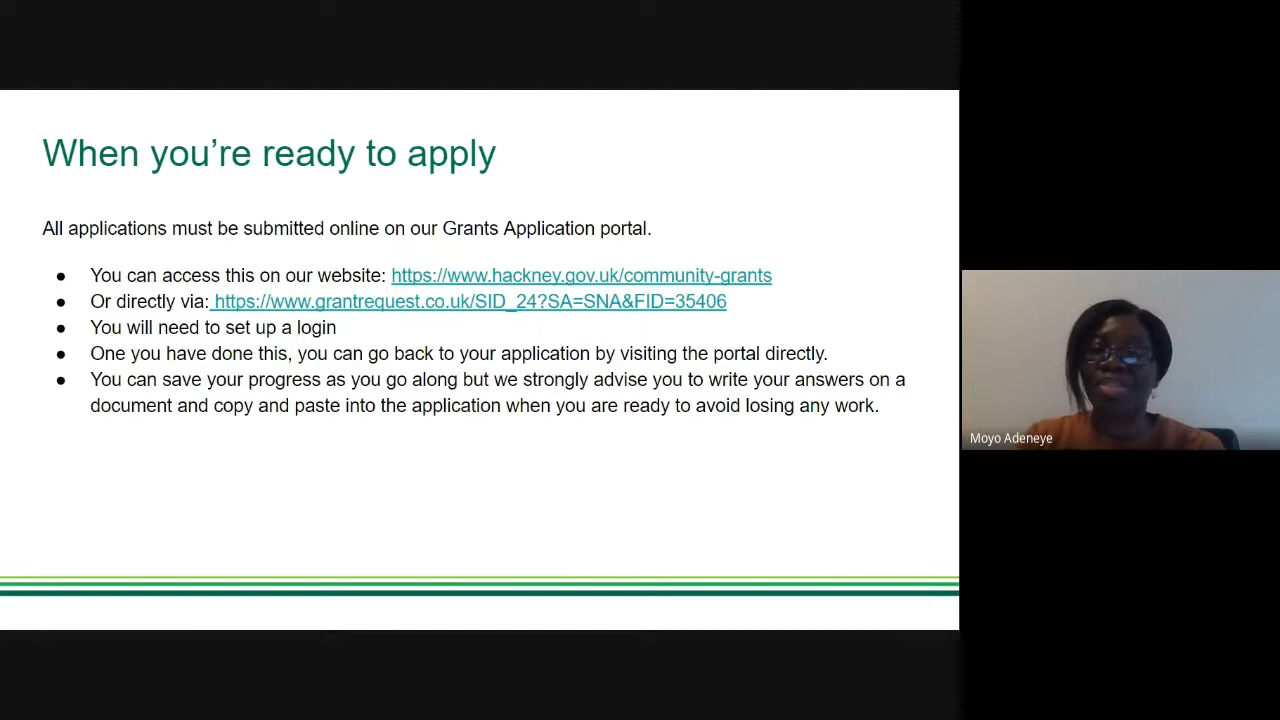 When you’re ready to apply
All applications must be submitted online on our Grants Application portal.
● You can access this on our website: https://www.hackney.gov.uk/community-grants
● Or directly via: https://www.grantrequest.co.uk/SID_24?SA=SNA&FID=35406
● You will need to set up a login
● One you have done this, you can go back to your application by visiting the portal directly.
● You can save your progress as you go along but we strongly advise you to write your answers on a
document and copy and paste into the application when you are ready to avoid losing any work.
Moyo Adeneye